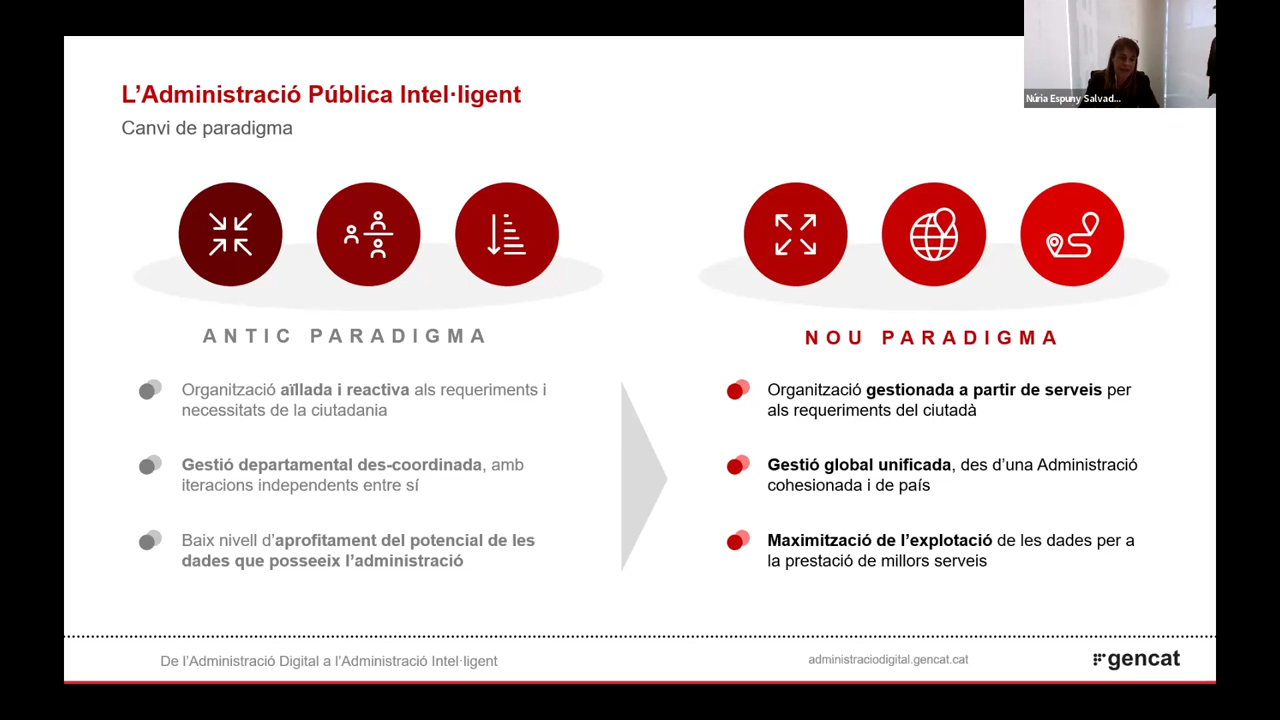 L’Administració Pública Intel·ligent
Canvi de paradigma
Núria Espuny Salvad...
ANTIC PARADIGMA
Organització aïllada i reactiva als requeriments i
necessitats de la ciutadania
Gestió departamental des-coordinada, amb
iteracions independents entre sí
Baix nivell d’aprofitament del potencial de les
dades que posseeix l’administració
NOU PARADIGMA
Organització gestionada a partir de serveis per
als requeriments del ciutadà
Gestió global unificada, des d’una Administració
cohesionada i de país
Maximització de l’explotació de les dades per a
la prestació de millors serveis
De l’Administració Digital a l’Administració Intel·ligent
administraciodigital.gencat.cat
gencat